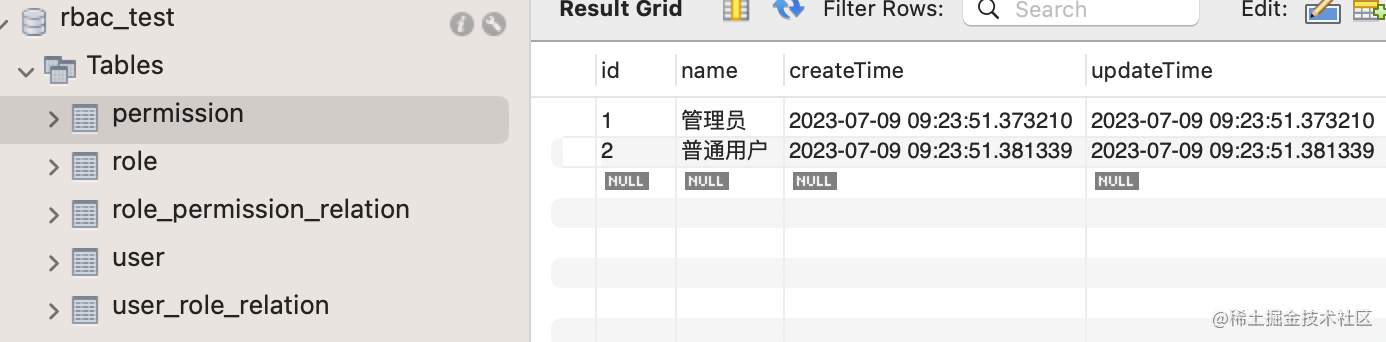 rbac_test
Tables
permission
role
role_permission_relation
user
user_role_relation
Result Grid Filter Rows: Search Edit:
id name createTime updateTime
1 管理员 2023-07-09 09:23:51.373210 2023-07-09 09:23:51.373210
2 普通用户 2023-07-09 09:23:51.381339 2023-07-09 09:23:51.381339
NULL NULL NULL NULL
@稀土掘金技术社区